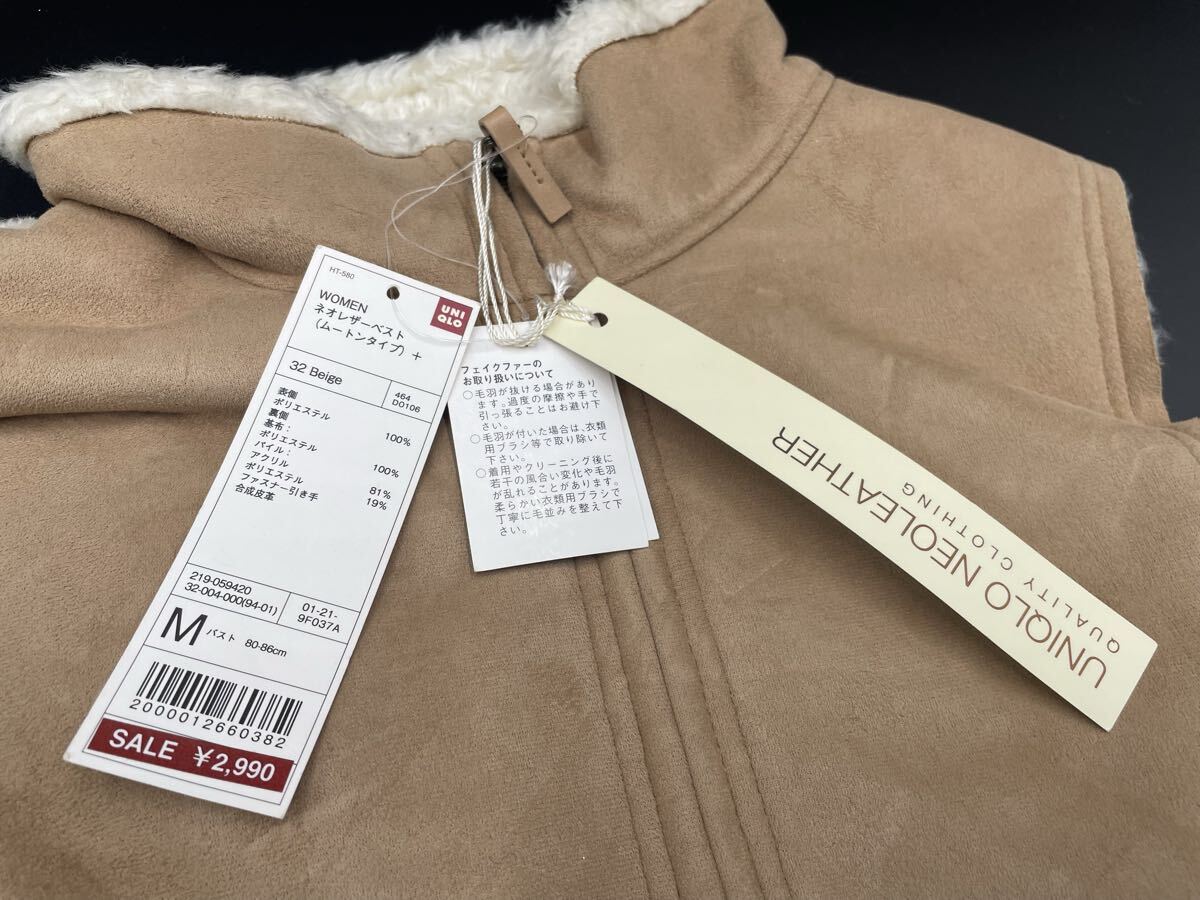 HT-580
WOMEN
ネオレザーベスト
(ムートンタイプ) +
UNI
QLO
32 Beige
464
D0106
表側
ポリエステル 100%
裏側
基布:
ポリエステル 100%
パイル:
アクリル 81%
ポリエステル 19%
ファスナー引き手
合成皮革
219-059420
32-004-000(94-01)
01-21-
9F037A
M バスト 80-86cm
2000012660382
SALE ¥2,990
フェイクファーの
お取り扱いについて
○毛羽が抜ける場合があり
ます。過度の摩擦や手で
引っ張ることはお避け下
さい。
○毛羽が付いた場合は、衣類
用ブラシ等で取り除いて
下さい。
○着用やクリーニング後に
若干の風合い変化や毛羽
が乱れることがあります。
柔らかい衣類用ブラシで
丁寧に毛並みを整えて下
さい。
UNIQLO NEOLEATHER
QUALITY CLOTHING